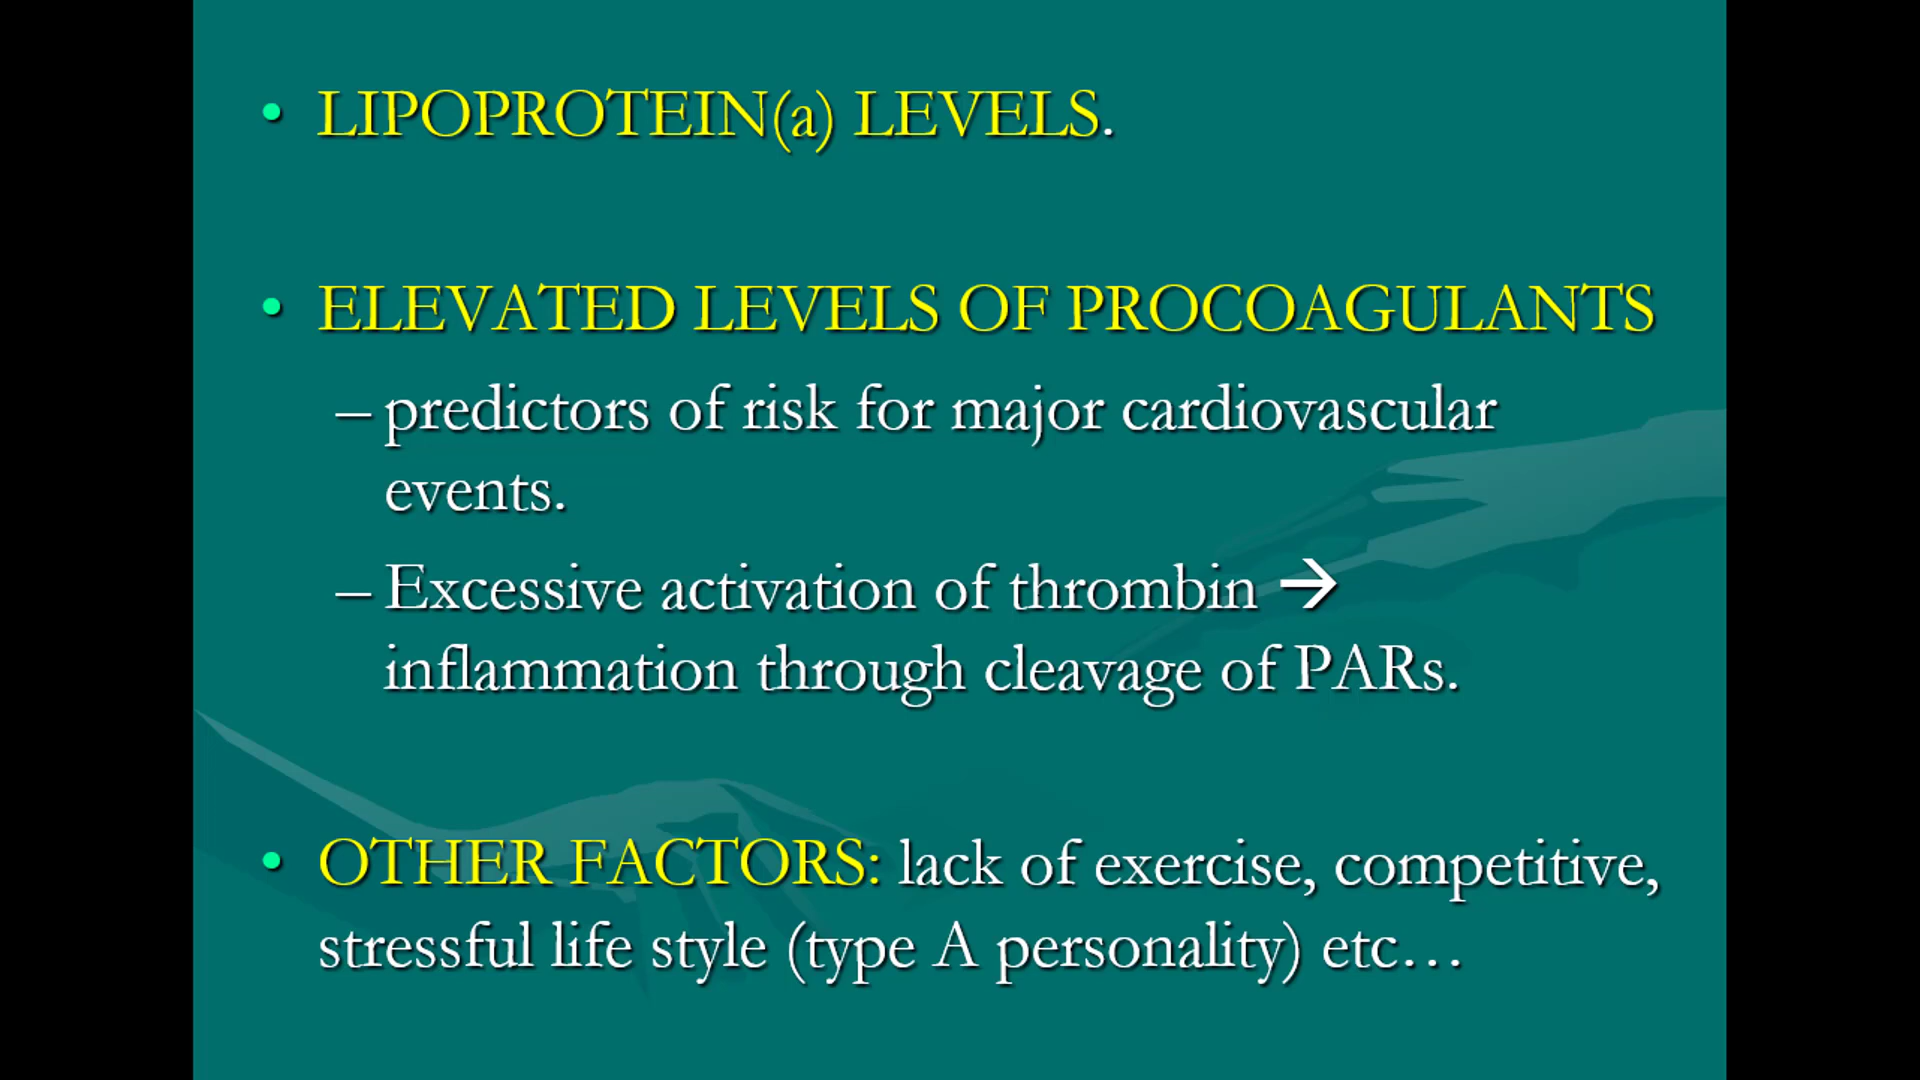 • LIPOPROTEIN(a) LEVELS.
• ELEVATED LEVELS OF PROCOAGULANTS
– predictors of risk for major cardiovascular
events.
– Excessive activation of thrombin →
inflammation through cleavage of PARs.
• OTHER FACTORS: lack of exercise, competitive,
stressful life style (type A personality) etc…